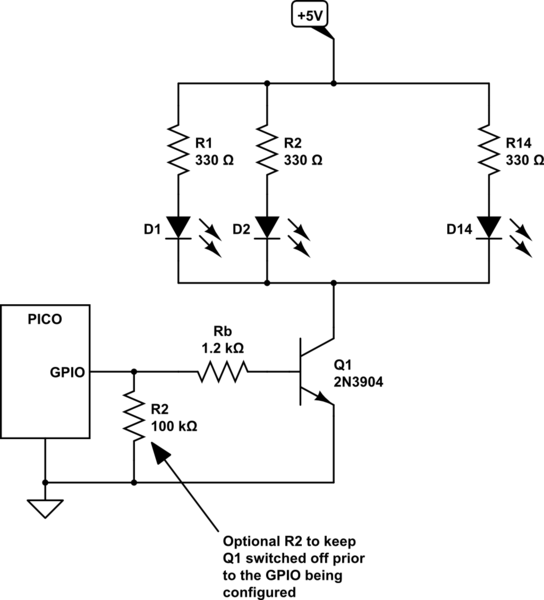 +5V
R1
330 Ω
R2
330 Ω
R14
330 Ω
D1
D2
D14
PICO
GPIO
Rb
1.2 kΩ
Q1
2N3904
R2
100 kΩ
Optional R2 to keep
Q1 switched off prior
to the GPIO being
configured